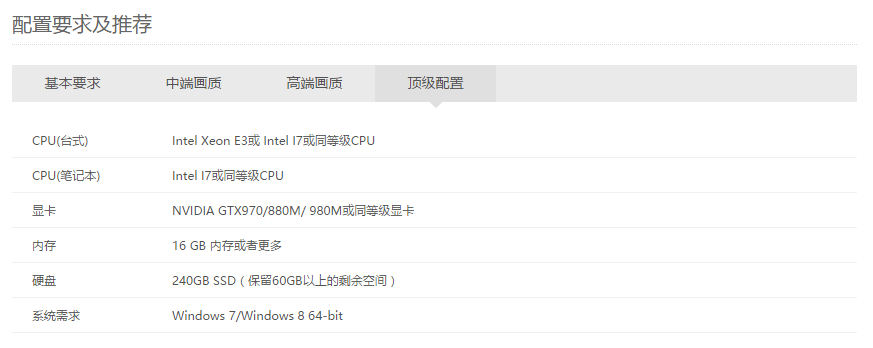 配置要求及推荐
基本要求 中端画质 高端画质 顶级配置
CPU(台式) Intel Xeon E3或 Intel I7或同等级CPU
CPU(笔记本) Intel I7或同等级CPU
显卡 NVIDIA GTX970/880M/ 980M或同等级显卡
内存 16 GB 内存或者更多
硬盘 240GB SSD（保留60GB以上的剩余空间）
系统需求 Windows 7/Windows 8 64-bit